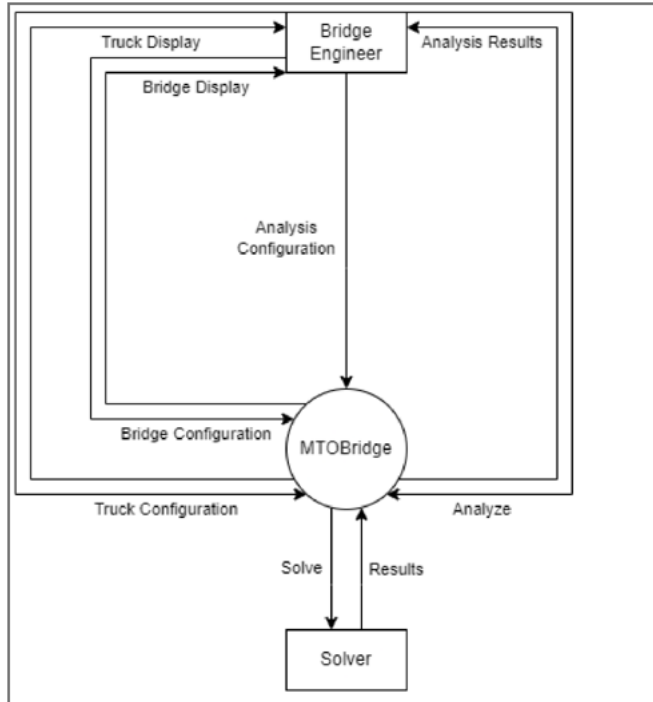 Truck Display
Bridge
Engineer
Analysis Results
Bridge Display
Analysis
Configuration
Bridge Configuration
MTOBridge
Truck Configuration
Analyze
Solve
Results
Solver